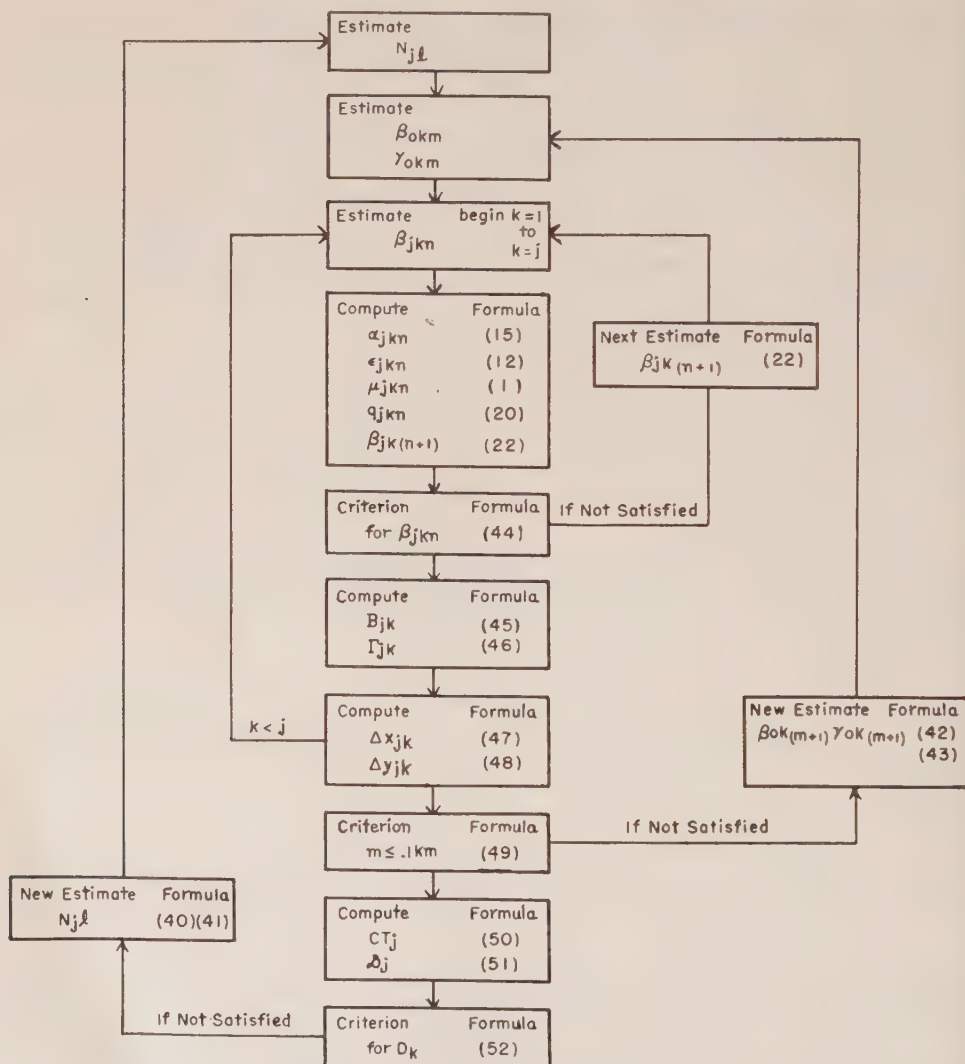 Estimate
N_jℓ
Estimate
β_okm
γ_okm
Estimate begin k=1
to
β_jkn k=j
Compute Formula
α_jkn (15)
ϵ_jkn (12)
μ_jkn (1)
q_jkn (20)
β_jk(n+1) (22)
Next Estimate Formula
β_jk(n+1) (22)
Criterion Formula
for β_jkn (44)
If Not Satisfied
Compute Formula
B_jk (45)
Γ_jk (46)
k < j
Compute Formula
Δx_jk (47)
Δy_jk (48)
New Estimate Formula
β_ok(m+1) γ_ok(m+1) (42)
(43)
Criterion Formula
m ≤ .1km (49)
If Not Satisfied
New Estimate Formula
N_jℓ (40)(41)
Compute Formula
CT_j (50)
𝒟_j (51)
If Not Satisfied
Criterion Formula
for D_k (52)